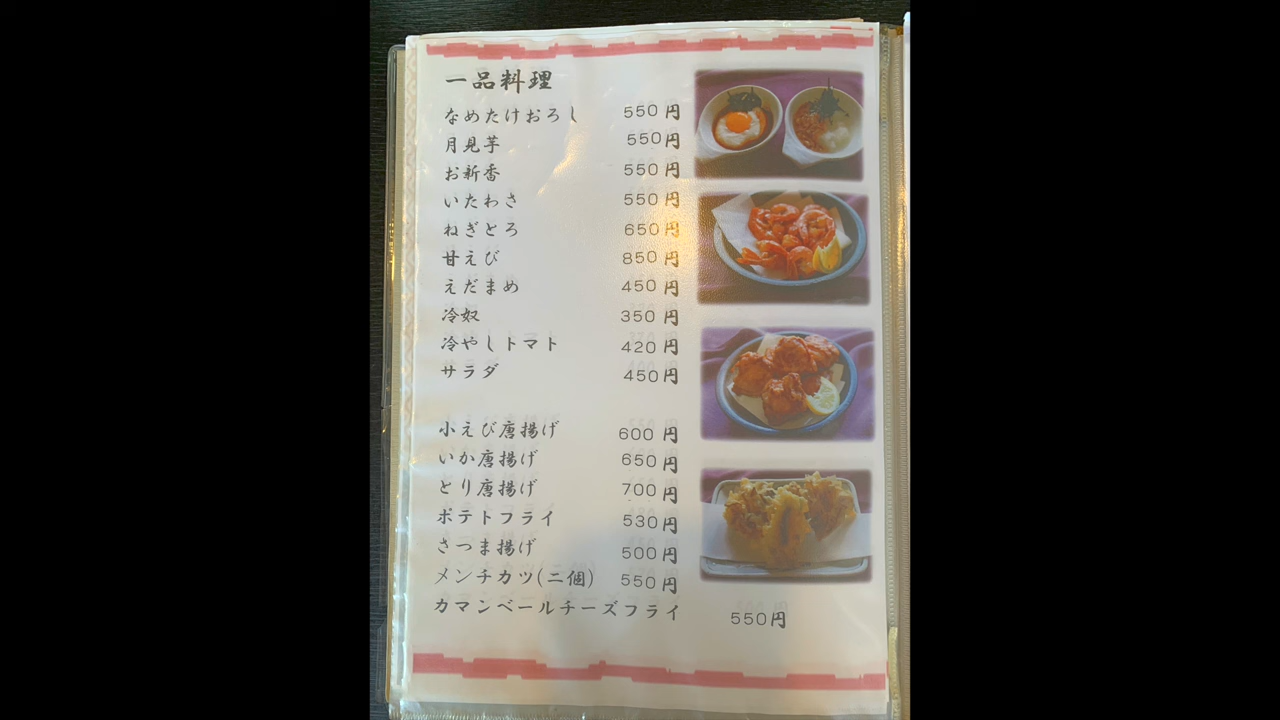 一品料理
なめたけおろし 550円
月見芋 550円
お新香 550円
いたわさ 550円
ねぎとろ 650円
甘えび 850円
えだまめ 450円
冷奴 350円
冷やしトマト 420円
サラダ 450円
小えび唐揚げ 600円
いか唐揚げ 650円
とり唐揚げ 700円
ポテトフライ 530円
さつま揚げ 500円
メンチカツ(二個) 550円
カマンベールチーズフライ 550円